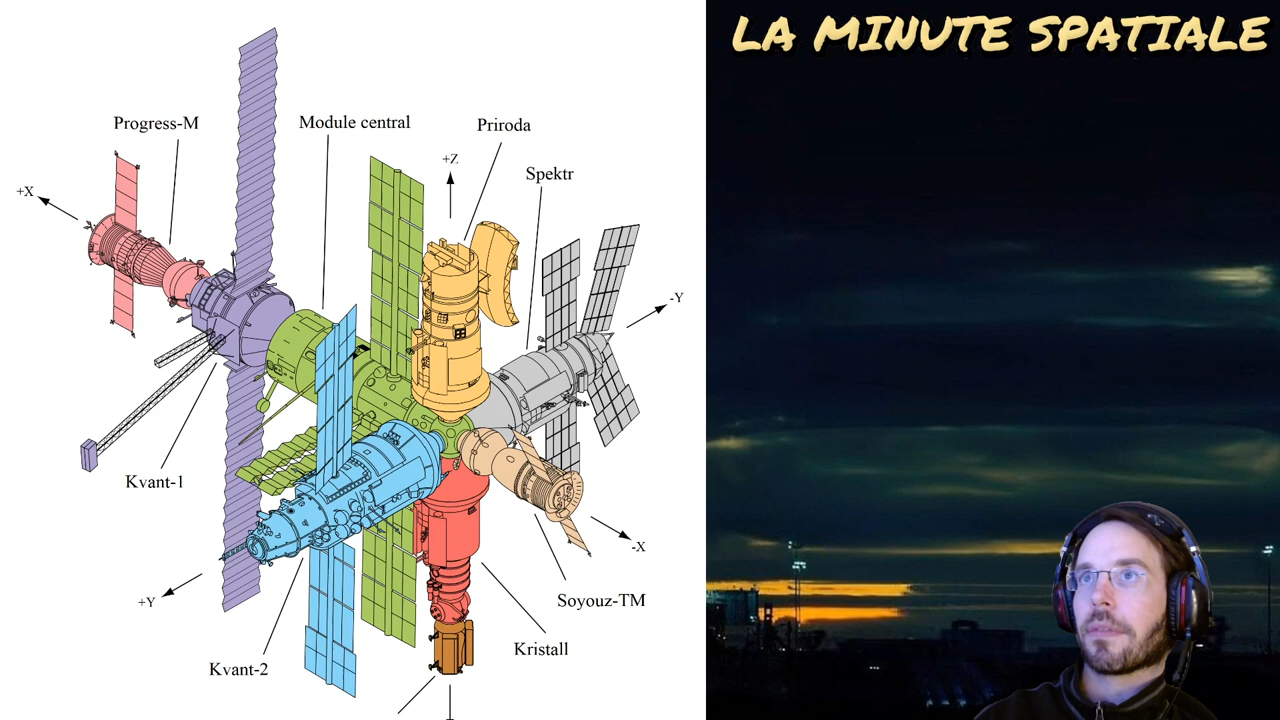 LA MINUTE SPATIALE
Progress-M
Module central
Priroda
+Z
Spektr
+X
-Y
Kvant-1
-X
+Y
Soyouz-TM
Kristall
Kvant-2